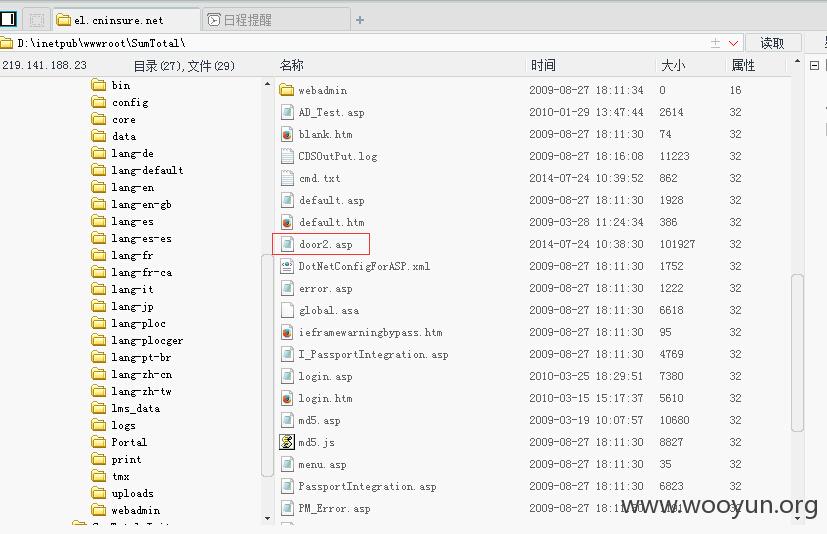 el.cninsure.net 日程提醒
D:\inetpub\wwwroot\SumTotal\ 读取
219.141.188.23 目录(27),文件(29) 名称 时间 大小 属性
bin
config
core
data
lang-de
lang-default
lang-en
lang-en-gb
lang-es
lang-es-es
lang-fr
lang-fr-ca
lang-it
lang-jp
lang-ploc
lang-plocger
lang-pt-br
lang-zh-cn
lang-zh-tw
lms_data
logs
Portal
print
tmx
uploads
webadmin
webadmin 2009-08-27 18:11:34 0 16
AD_Test.asp 2010-01-29 13:47:44 2614 32
blank.htm 2009-08-27 18:11:30 74 32
CDSOutPut.log 2009-08-27 18:16:08 11223 32
cmd.txt 2014-07-24 10:39:52 862 32
default.asp 2009-08-27 18:11:30 1928 32
default.htm 2009-03-28 11:24:34 386 32
door2.asp 2014-07-24 10:38:30 101927 32
DotNetConfigForASP.xml 2009-08-27 18:11:30 1752 32
error.asp 2009-08-27 18:11:30 1222 32
global.asa 2009-08-27 18:11:30 6618 32
ieframewarningbypass.htm 2009-08-27 18:11:30 95 32
I_PassportIntegration.asp 2009-08-27 18:11:30 4769 32
login.asp 2010-03-25 18:29:51 7380 32
login.htm 2010-03-15 15:17:37 5610 32
md5.asp 2009-03-19 10:07:57 10680 32
md5.js 2009-08-27 18:11:30 8827 32
menu.asp 2009-08-27 18:11:30 35 32
PassportIntegration.asp 2009-08-27 18:11:30 6823 32
PM_Error.asp 2009-08-27 32
www.wooyun.org